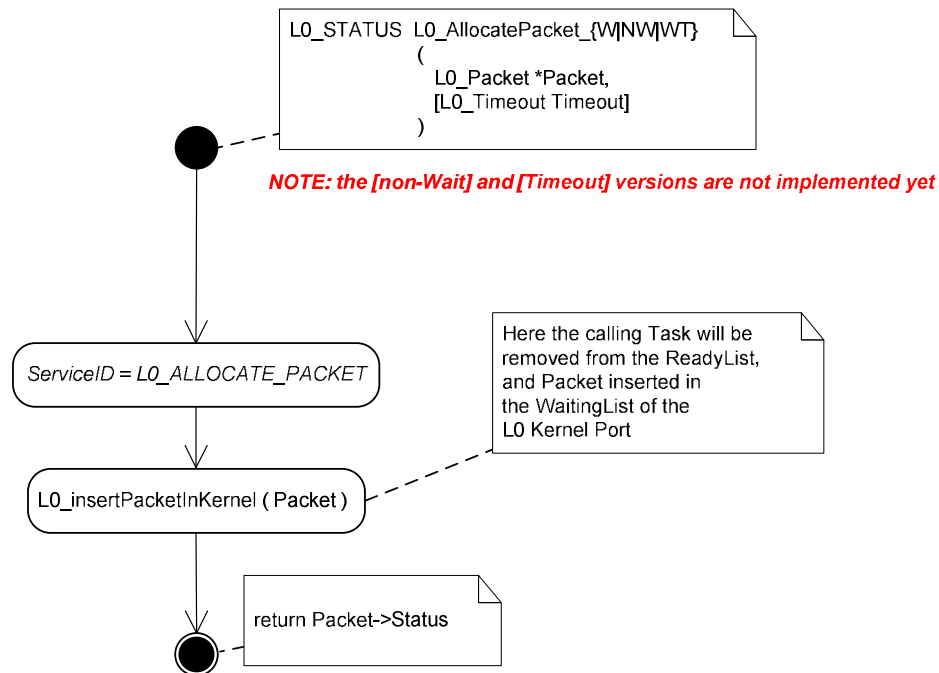 L0_STATUS L0_AllocatePacket_{W|NW|WT}
(
L0_Packet *Packet,
[L0_Timeout Timeout]
)
NOTE: the [non-Wait] and [Timeout] versions are not implemented yet
Here the calling Task will be
removed from the ReadyList,
and Packet inserted in
the WaitingList of the
L0 Kernel Port
ServiceID = L0_ALLOCATE_PACKET
L0_insertPacketInKernel ( Packet )
return Packet->Status